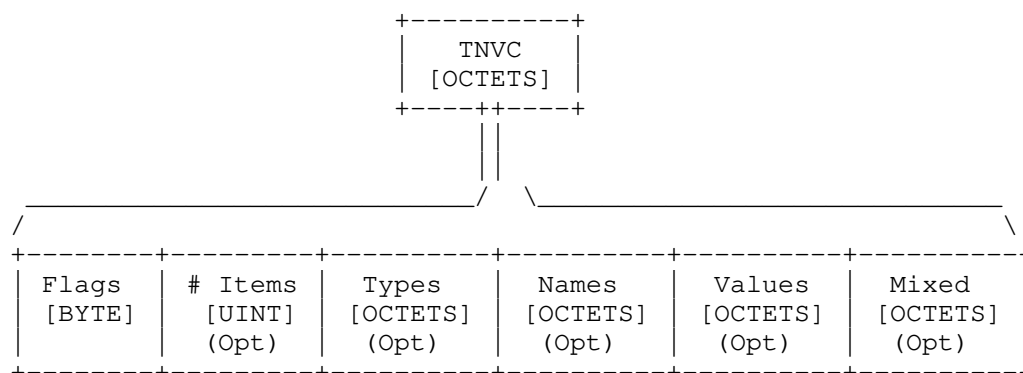 TNVC
[OCTETS]
Flags # Items Types Names Values Mixed
[BYTE] [UINT] [OCTETS] [OCTETS] [OCTETS] [OCTETS]
(Opt) (Opt) (Opt) (Opt) (Opt)